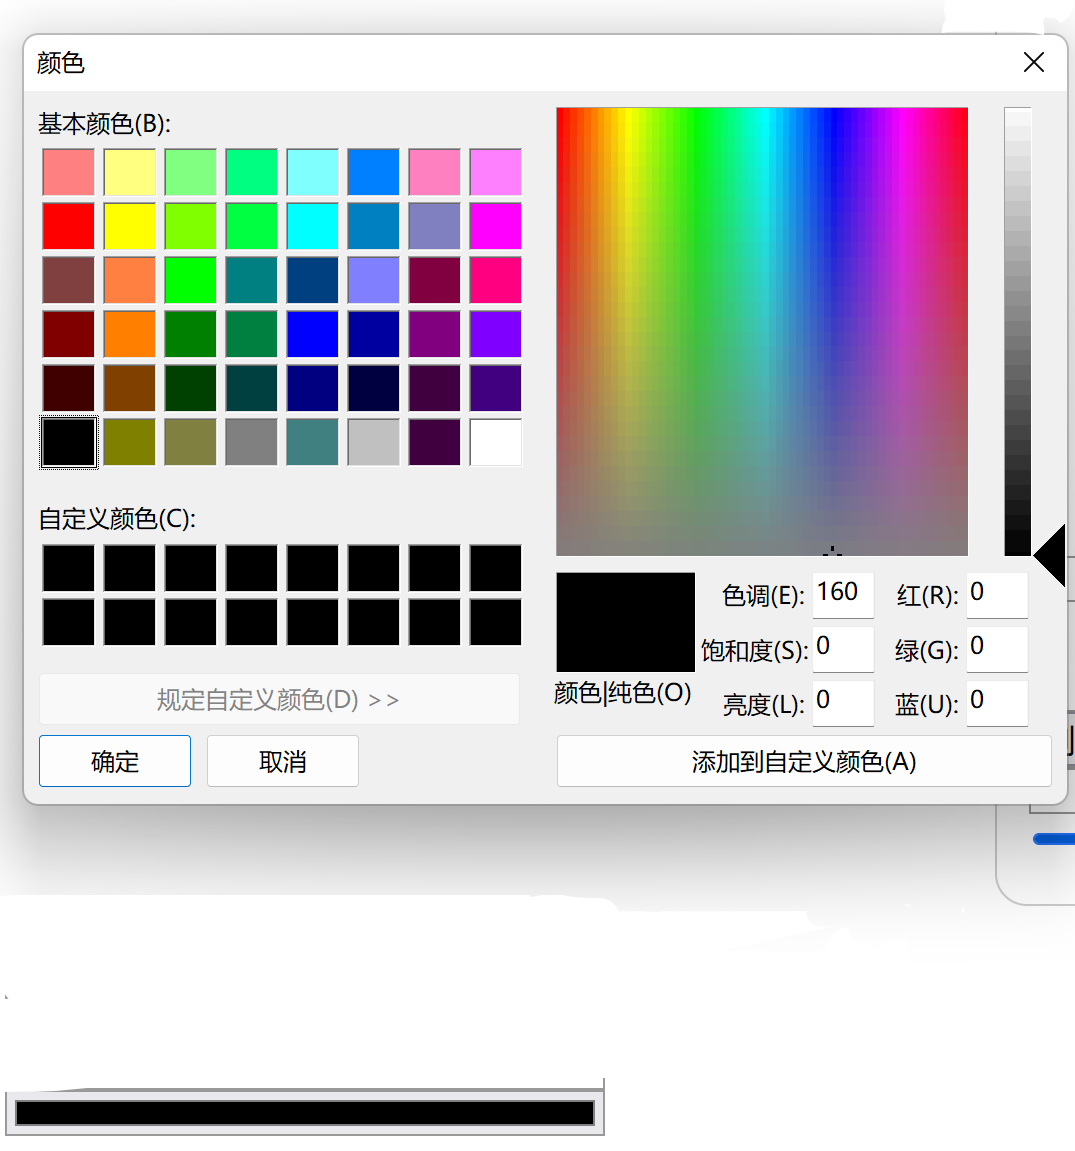 颜色
基本颜色(B):
自定义颜色(C):
规定自定义颜色(D) >>
确定
取消
色调(E): 160
红(R): 0
饱和度(S): 0
绿(G): 0
颜色|纯色(O)
亮度(L): 0
蓝(U): 0
添加到自定义颜色(A)